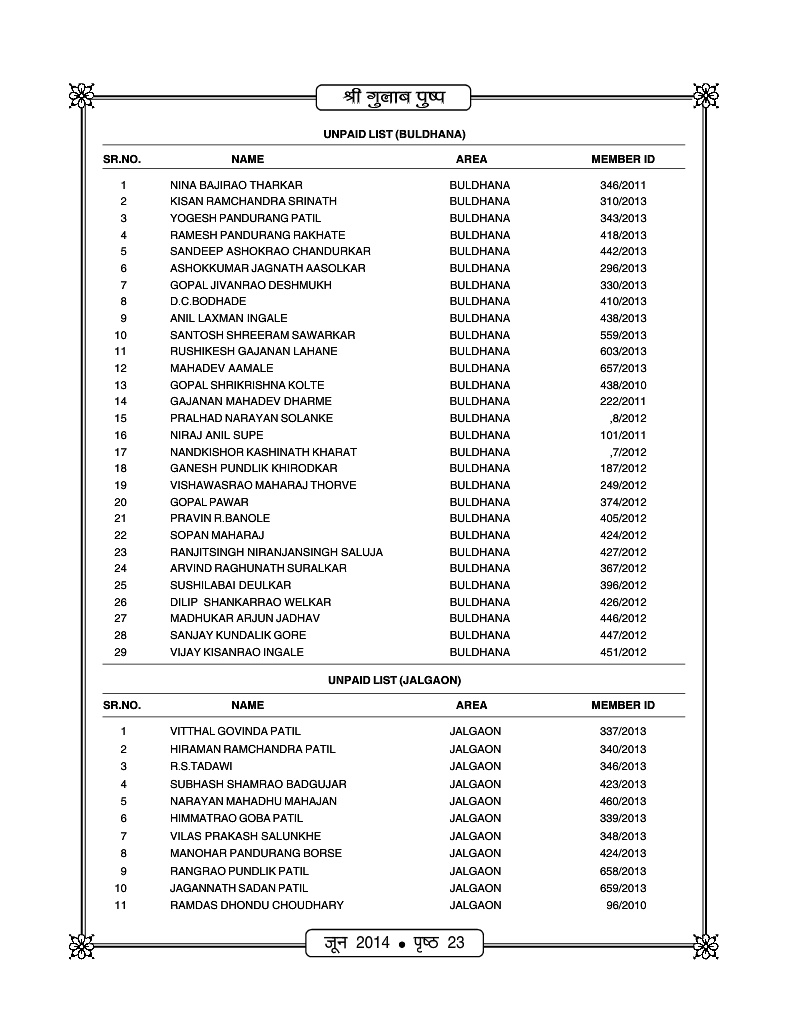 श्री गुलाब पुष्प
UNPAID LIST (BULDHANA)
SR.NO. NAME AREA MEMBER ID
1 NINA BAJIRAO THARKAR BULDHANA 346/2011
2 KISAN RAMCHANDRA SRINATH BULDHANA 310/2013
3 YOGESH PANDURANG PATIL BULDHANA 343/2013
4 RAMESH PANDURANG RAKHATE BULDHANA 418/2013
5 SANDEEP ASHOKRAO CHANDURKAR BULDHANA 442/2013
6 ASHOKKUMAR JAGNATH AASOLKAR BULDHANA 296/2013
7 GOPAL JIVANRAO DESHMUKH BULDHANA 330/2013
8 D.C.BODHADE BULDHANA 410/2013
9 ANIL LAXMAN INGALE BULDHANA 438/2013
10 SANTOSH SHREERAM SAWARKAR BULDHANA 559/2013
11 RUSHIKESH GAJANAN LAHANE BULDHANA 603/2013
12 MAHADEV AAMALE BULDHANA 657/2013
13 GOPAL SHRIKRISHNA KOLTE BULDHANA 438/2010
14 GAJANAN MAHADEV DHARME BULDHANA 222/2011
15 PRALHAD NARAYAN SOLANKE BULDHANA ,8/2012
16 NIRAJ ANIL SUPE BULDHANA 101/2011
17 NANDKISHOR KASHINATH KHARAT BULDHANA ,7/2012
18 GANESH PUNDLIK KHIRODKAR BULDHANA 187/2012
19 VISHAWASRAO MAHARAJ THORVE BULDHANA 249/2012
20 GOPAL PAWAR BULDHANA 374/2012
21 PRAVIN R.BANOLE BULDHANA 405/2012
22 SOPAN MAHARAJ BULDHANA 424/2012
23 RANJITSINGH NIRANJANSINGH SALUJA BULDHANA 427/2012
24 ARVIND RAGHUNATH SURALKAR BULDHANA 367/2012
25 SUSHILABAI DEULKAR BULDHANA 396/2012
26 DILIP SHANKARRAO WELKAR BULDHANA 426/2012
27 MADHUKAR ARJUN JADHAV BULDHANA 446/2012
28 SANJAY KUNDALIK GORE BULDHANA 447/2012
29 VIJAY KISANRAO INGALE BULDHANA 451/2012
UNPAID LIST (JALGAON)
SR.NO. NAME AREA MEMBER ID
1 VITTHAL GOVINDA PATIL JALGAON 337/2013
2 HIRAMAN RAMCHANDRA PATIL JALGAON 340/2013
3 R.S.TADAWI JALGAON 346/2013
4 SUBHASH SHAMRAO BADGUJAR JALGAON 423/2013
5 NARAYAN MAHADHU MAHAJAN JALGAON 460/2013
6 HIMMATRAO GOBA PATIL JALGAON 339/2013
7 VILAS PRAKASH SALUNKHE JALGAON 348/2013
8 MANOHAR PANDURANG BORSE JALGAON 424/2013
9 RANGRAO PUNDLIK PATIL JALGAON 658/2013
10 JAGANNATH SADAN PATIL JALGAON 659/2013
11 RAMDAS DHONDU CHOUDHARY JALGAON 96/2010
जून 2014 ● पृष्ठ 23